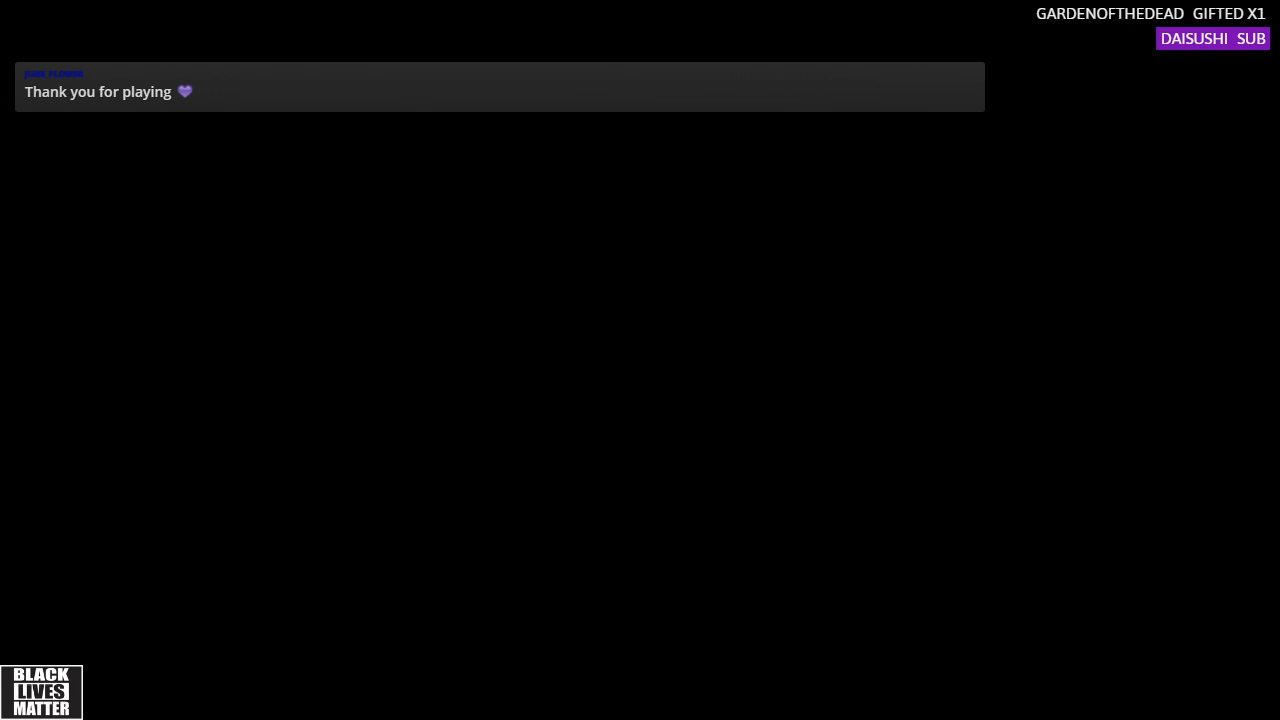 GARDENOFTHEDEAD GIFTED X1
DAISUSHI SUB
Thank you for playing 💜
BLACK
LIVES
MATTER